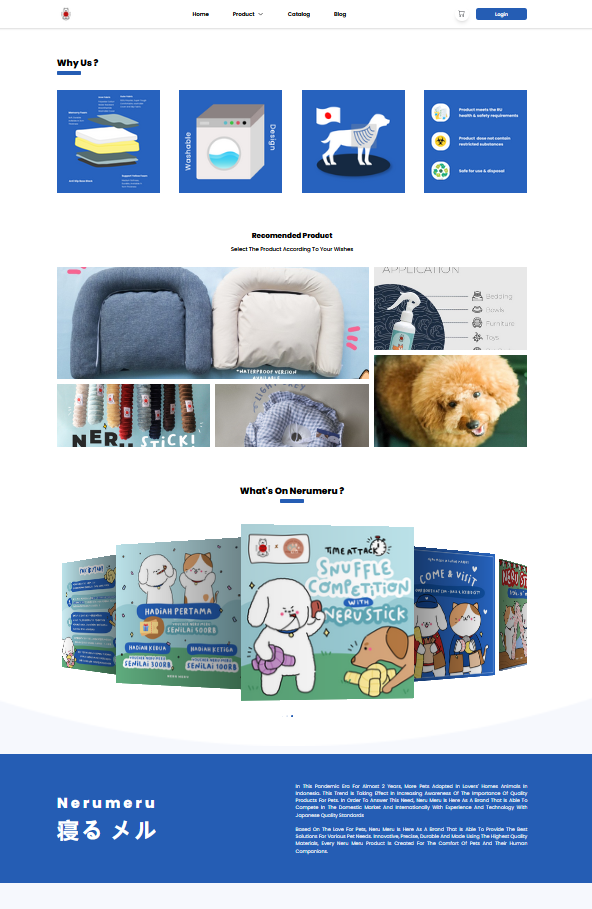 Home
Product
Catalog
Blog
Login
Why Us ?
Washable
Design
Product meets the EU
health & safety requirements
Product dose not contain
restricted substances
Safe for use & disposal
Recomended Product
Select The Product According To Your Wishes
*WATERPROOF VERSION
AVAILABLE
APPLICATION
Bedding
Bowls
Furniture
Toys
NERU STICK!
What's On Nerumeru ?
HADIAH PERTAMA
SENILAI 500RB
HADIAH KEDUA
HADIAH KETIGA
SENILAI 300RB
SENILAI 100RB
TIME ATTACK
SNUFFLE
COMPETITION
WITH
NERU STICK
COME & VISIT
Nerumeru
寝る メル
In This Pandemic Era For Almost 2 Years, More Pets Adopted In Lovers' Homes Animals In
Indonesia. This Trend Is Taking Effect In Increasing Awareness Of The Importance Of Quality
Products For Pets. In Order To Answer This Need, Neru Meru Is Here As A Brand That Is Able To
Compete In The Domestic Market And Internationally With Experience And Technology With
Japanese Quality Standards
Based On The Love For Pets, Neru Meru Is Here As A Brand That Is Able To Provide The Best
Solutions For Various Pet Needs. Innovative, Precise, Durable And Made Using The Highest Quality
Materials, Every Neru Meru Product Is Created For The Comfort Of Pets And Their Human
Companions.